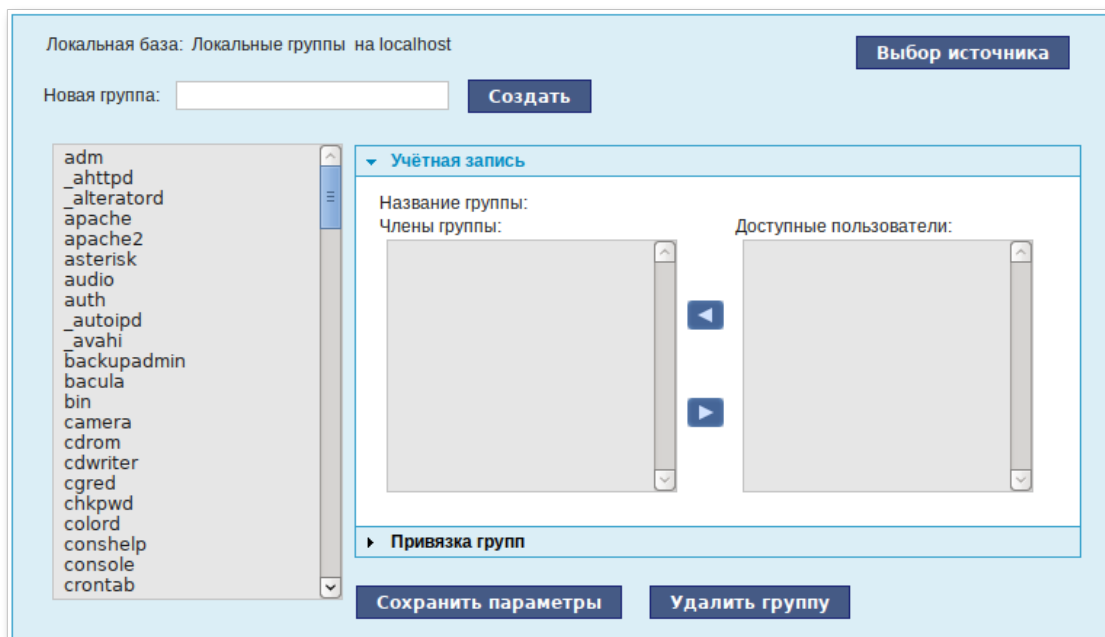 Локальная база: Локальные группы на localhost
Выбор источника
Новая группа:
Создать
adm
_ahttpd
_alteratord
apache
apache2
asterisk
audio
auth
_autoipd
_avahi
backupadmin
bacula
bin
camera
cdrom
cdwriter
cgred
chkpwd
colord
conshelp
console
crontab
Учётная запись
Название группы:
Члены группы:
Доступные пользователи:
Привязка групп
Сохранить параметры
Удалить группу